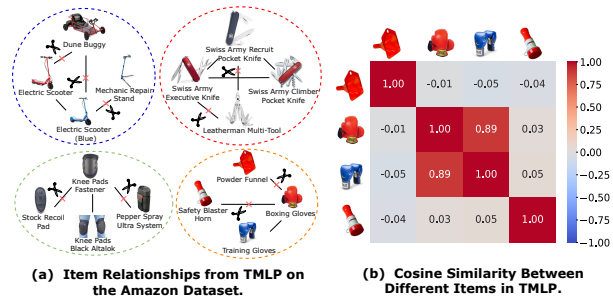 Dune Buggy
Electric Scooter
Mechanic Repair
Stand
Electric Scooter
(Blue)
Swiss Army Recruit
Pocket Knife
Swiss Army
Executive Knife
Swiss Army Climber
Pocket Knife
Leatherman Multi-Tool
Knee Pads
Fastener
Stock Recoil
Pad
Pepper Spray
Ultra System
Knee Pads
Black Altalok
Powder Funnel
Safety Blaster
Horn
Boxing Gloves
Training Gloves
(a) Item Relationships from TMLP on
the Amazon Dataset.
1.00 -0.01 -0.05 -0.04
-0.01 1.00 0.89 0.03
-0.05 0.89 1.00 0.05
-0.04 0.03 0.05 1.00
1.00
0.75
0.50
0.25
0.00
−0.25
−0.50
−0.75
−1.00
(b) Cosine Similarity Between
Different Items in TMLP.